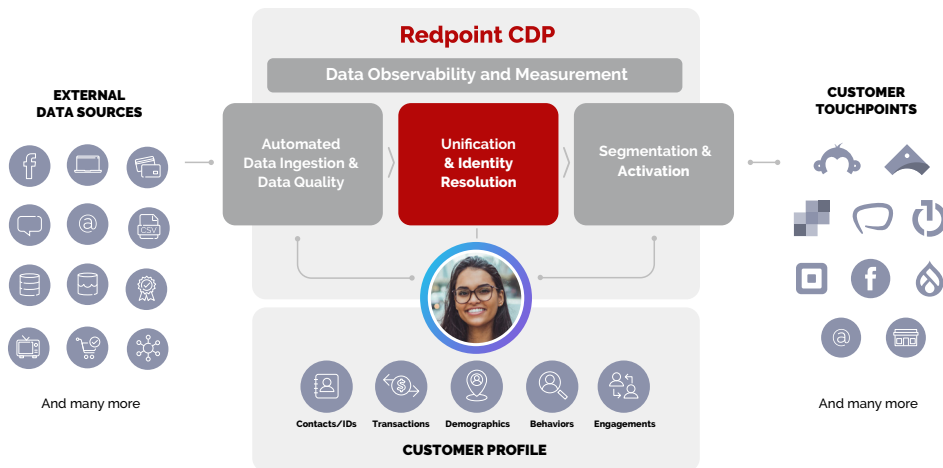 Redpoint CDP
Data Observability and Measurement
EXTERNAL
DATA SOURCES
CSV
And many more
Automated
Data Ingestion &
Data Quality
Unification
& Identity
Resolution
Segmentation &
Activation
CUSTOMER
TOUCHPOINTS
And many more
Contacts/IDs
Transactions
Demographics
Behaviors
Engagements
CUSTOMER PROFILE